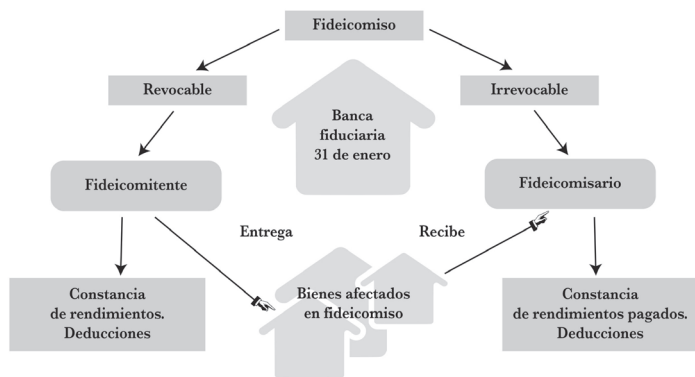 Fideicomiso
Revocable
Irrevocable
Banca
fiduciaria
31 de enero
Fideicomitente
Fideicomisario
Entrega
Recibe
Constancia
de rendimientos.
Deducciones
Bienes afectados
en fideicomiso
Constancia
de rendimientos pagados.
Deducciones